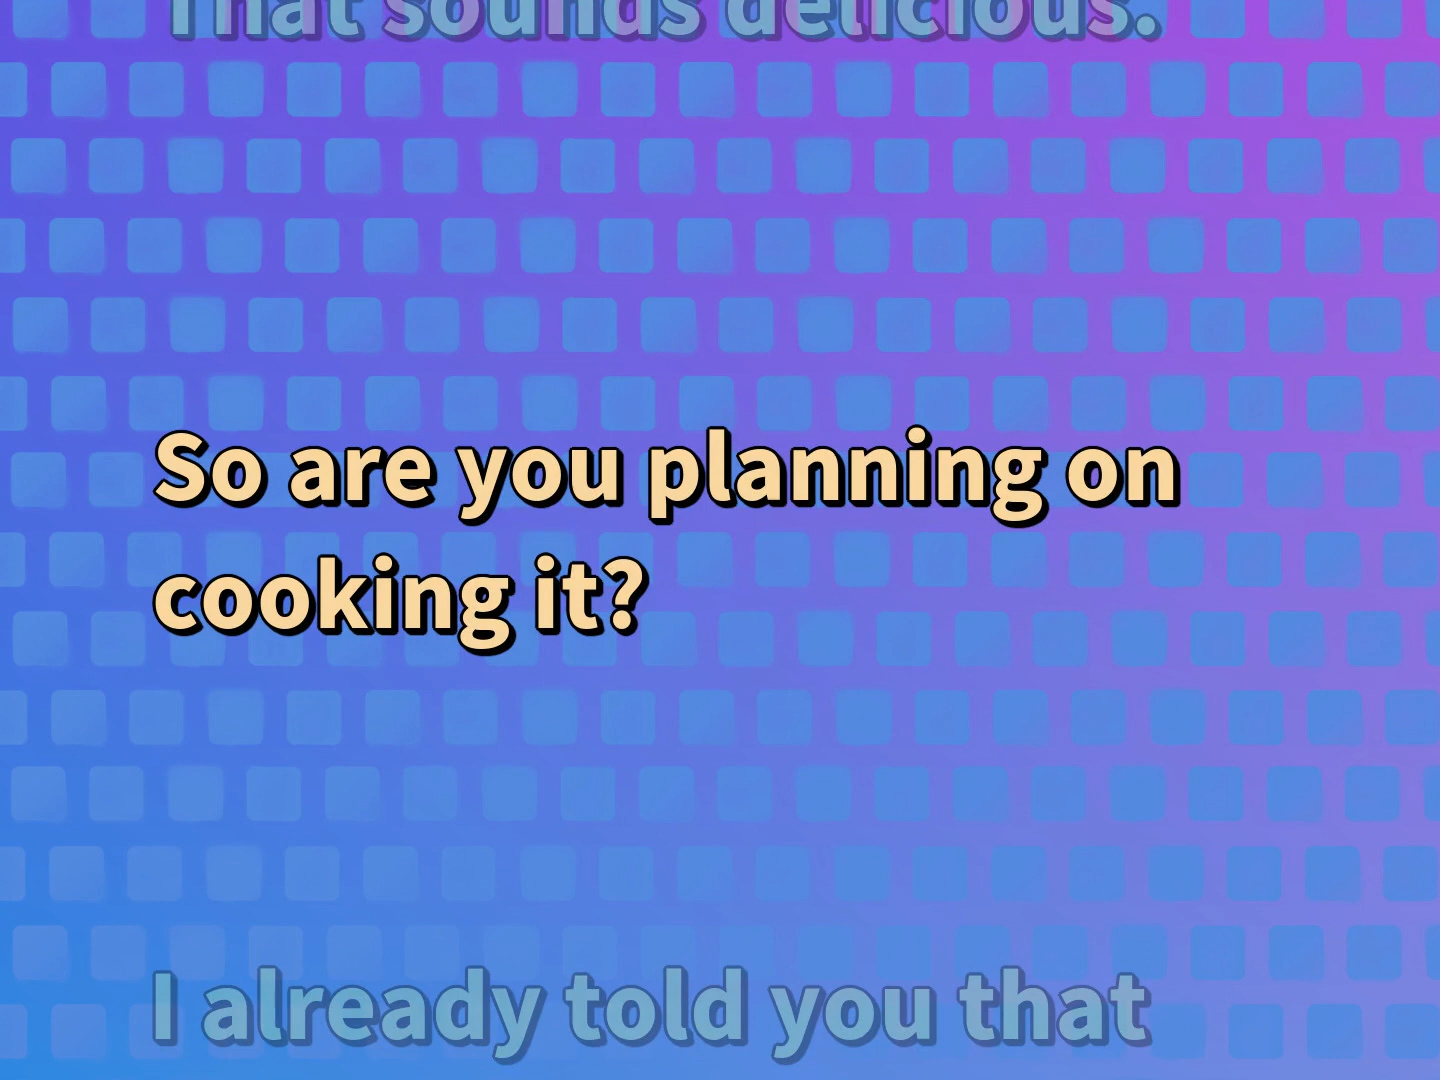 That sounds delicious.
So are you planning on
cooking it?
I already told you that